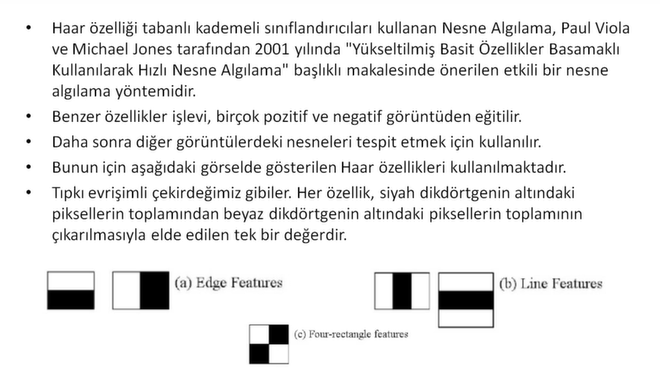 • Haar özelliği tabanlı kademeli sınıflandırıcıları kullanan Nesne Algılama, Paul Viola
ve Michael Jones tarafından 2001 yılında "Yükseltilmiş Basit Özellikler Basamaklı
Kullanılarak Hızlı Nesne Algılama" başlıklı makalesinde önerilen etkili bir nesne
algılama yöntemidir.
• Benzer özellikler işlevi, birçok pozitif ve negatif görüntüden eğitilir.
• Daha sonra diğer görüntülerdeki nesneleri tespit etmek için kullanılır.
• Bunun için aşağıdaki görselde gösterilen Haar özellikleri kullanılmaktadır.
• Tıpkı evrişimli çekirdeğimiz gibiler. Her özellik, siyah dikdörtgenin altındaki
piksellerin toplamından beyaz dikdörtgenin altındaki piksellerin toplamının
çıkarılmasıyla elde edilen tek bir değerdir.
(a) Edge Features
(b) Line Features
(c) Four-rectangle features